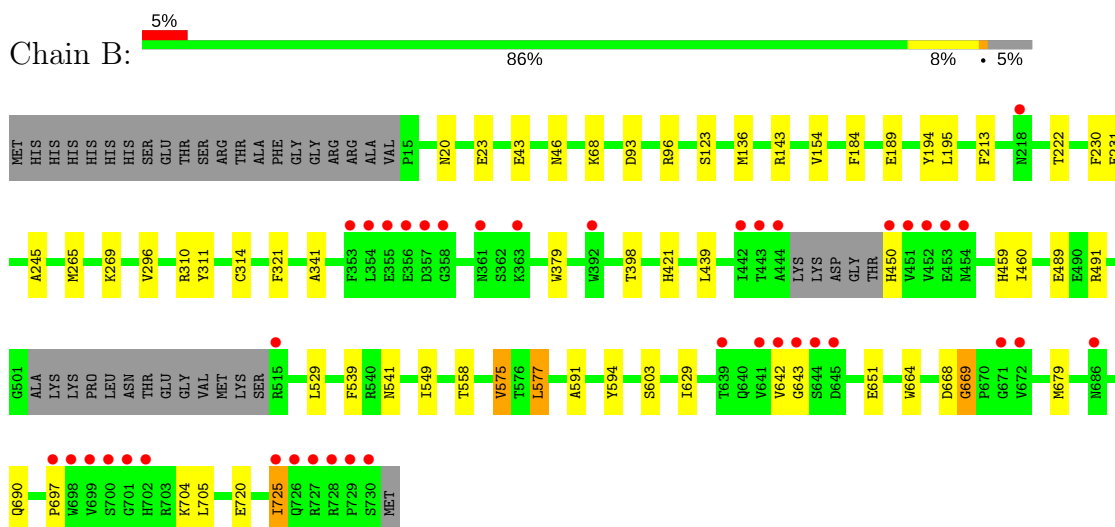 5%
Chain B:
86% 8% • 5%
MET HIS HIS HIS HIS HIS HIS SER GLU THR SER ARG THR ALA PHE GLY GLY ARG ARG ALA VAL P15 N20 E23 E43 N46 K68 D93 R96 S123 M136 R143 V154 F184 E189 Y194 L195 F213 N218 T222 F230
A245 M265 K269 V296 R310 Y311 C314 F321 A341 F353 L354 E355 E356 D357 G358 N361 S362 K363 W379 W392 T398 H421 L439 I442 T443 A444 LYS LYS ASP GLY THR H450 V451 V452 E453 N454 H459 I460 E489 E490 R491
G501 ALA LYS LYS PRO LEU ASN THR GLU GLY VAL MET LYS SER R515 L529 F539 R540 N541 I549 T558 V575 T576 L577 A591 Y594 S603 I629 T639 Q640 V641 V642 G643 S644 D645 E651 W664 D668 G669 P670 G671 V672 M679 N686
Q690 P697 W698 V699 S700 G701 H702 R703 K704 L705 E720 I725 Q726 R727 R728 P729 S730 MET